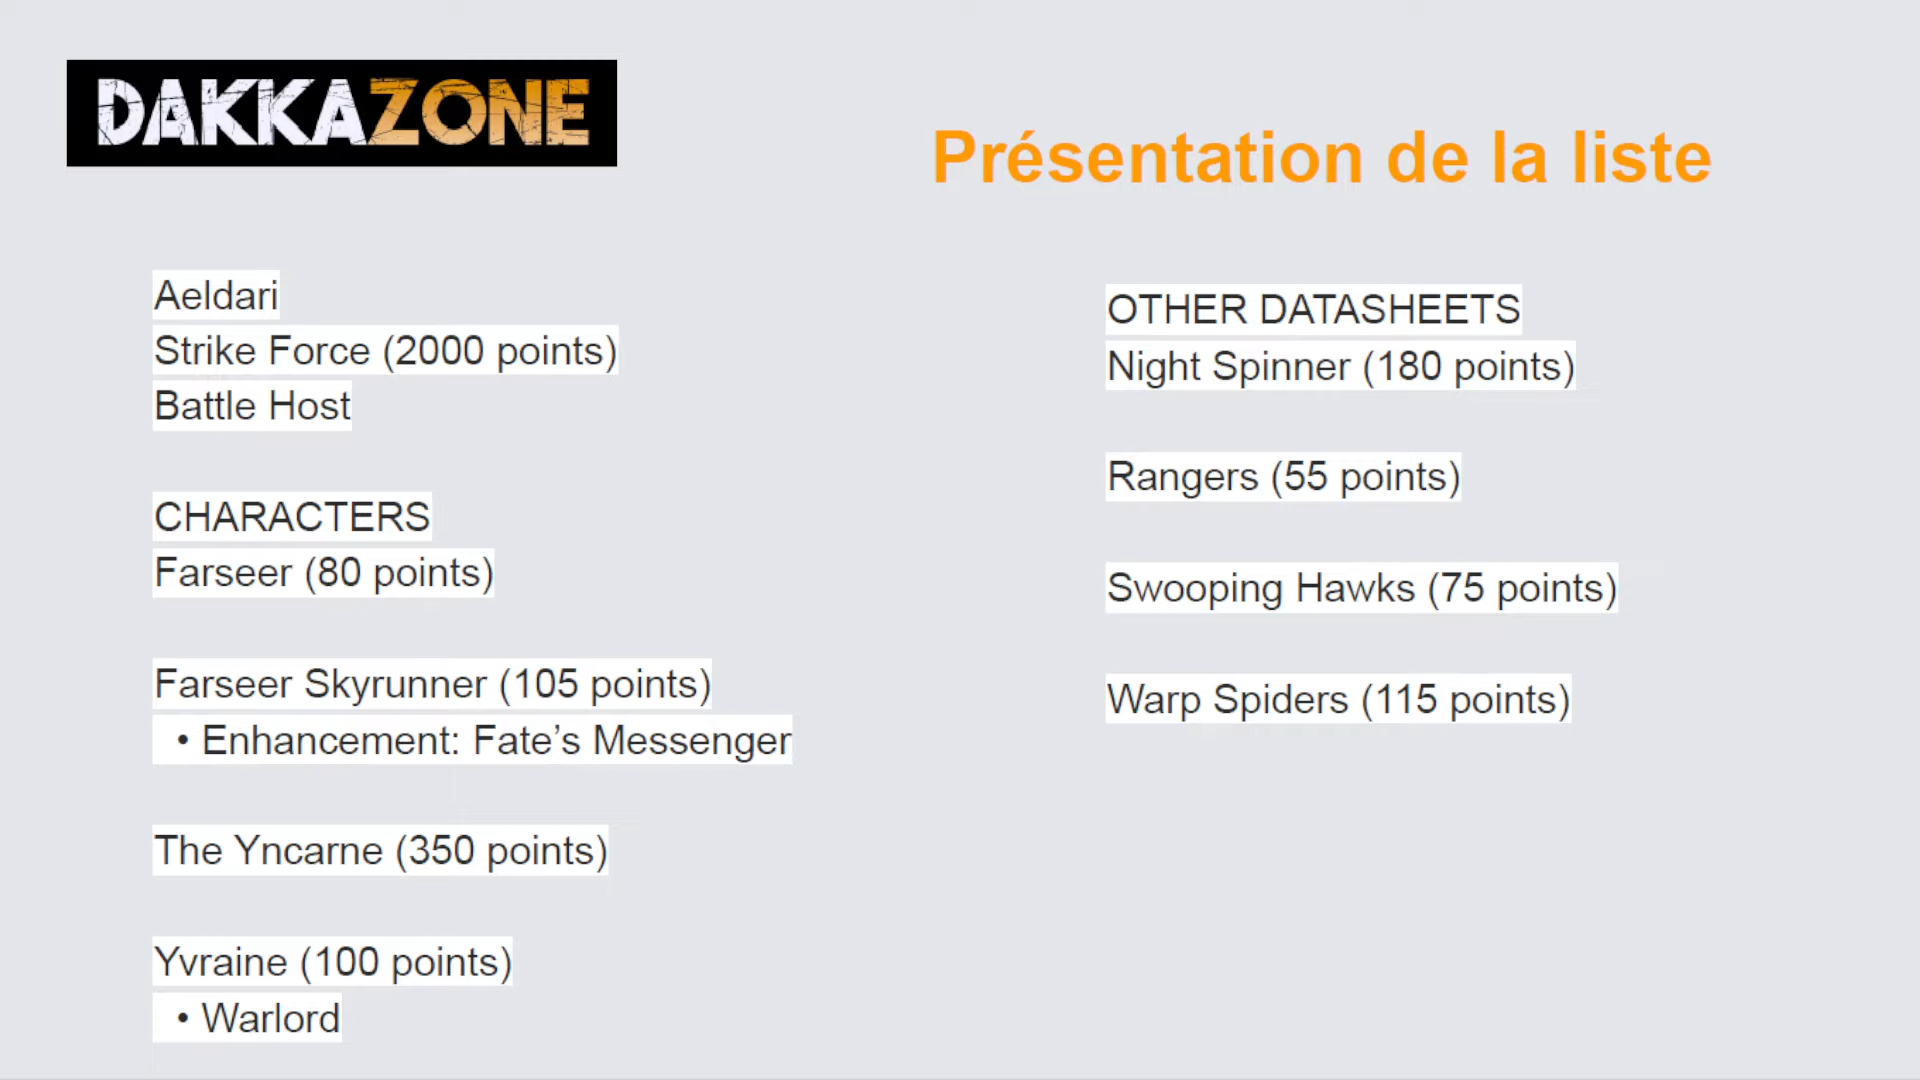 DAKKAZONE
Présentation de la liste
Aeldari
Strike Force (2000 points)
Battle Host
CHARACTERS
Farseer (80 points)
Farseer Skyrunner (105 points)
• Enhancement: Fate’s Messenger
The Yncarne (350 points)
Yvraine (100 points)
• Warlord
OTHER DATASHEETS
Night Spinner (180 points)
Rangers (55 points)
Swooping Hawks (75 points)
Warp Spiders (115 points)